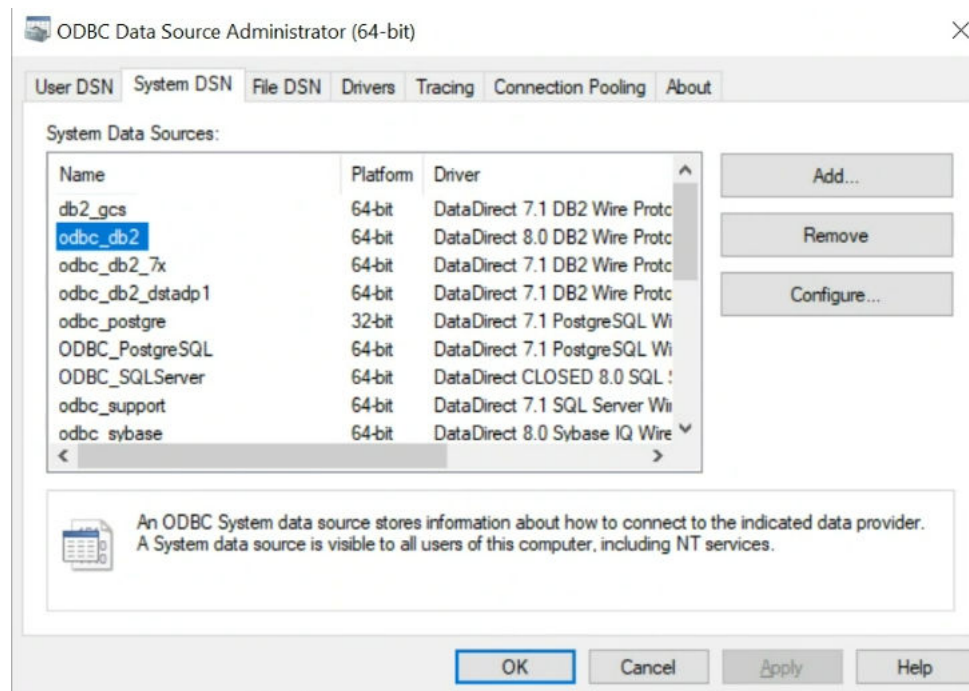 ODBC Data Source Administrator (64-bit)
User DSN System DSN File DSN Drivers Tracing Connection Pooling About
System Data Sources:
Name Platform Driver
Add...
db2_gcs 64-bit DataDirect 7.1 DB2 Wire Protc
odbc_db2 64-bit DataDirect 8.0 DB2 Wire Protc
Remove
odbc_db2_7x 64-bit DataDirect 7.1 DB2 Wire Protc
odbc_db2_dstadp1 64-bit DataDirect 7.1 DB2 Wire Protc
Configure...
odbc_postgre 32-bit DataDirect 7.1 PostgreSQL Wi
ODBC_PostgreSQL 64-bit DataDirect 7.1 PostgreSQL Wi
ODBC_SQLServer 64-bit DataDirect CLOSED 8.0 SQL
odbc_support 64-bit DataDirect 7.1 SQL Server Wi
odbc_sybase 64-bit DataDirect 8.0 Sybase IQ Wire
An ODBC System data source stores information about how to connect to the indicated data provider.
A System data source is visible to all users of this computer, including NT services.
OK Cancel Apply Help